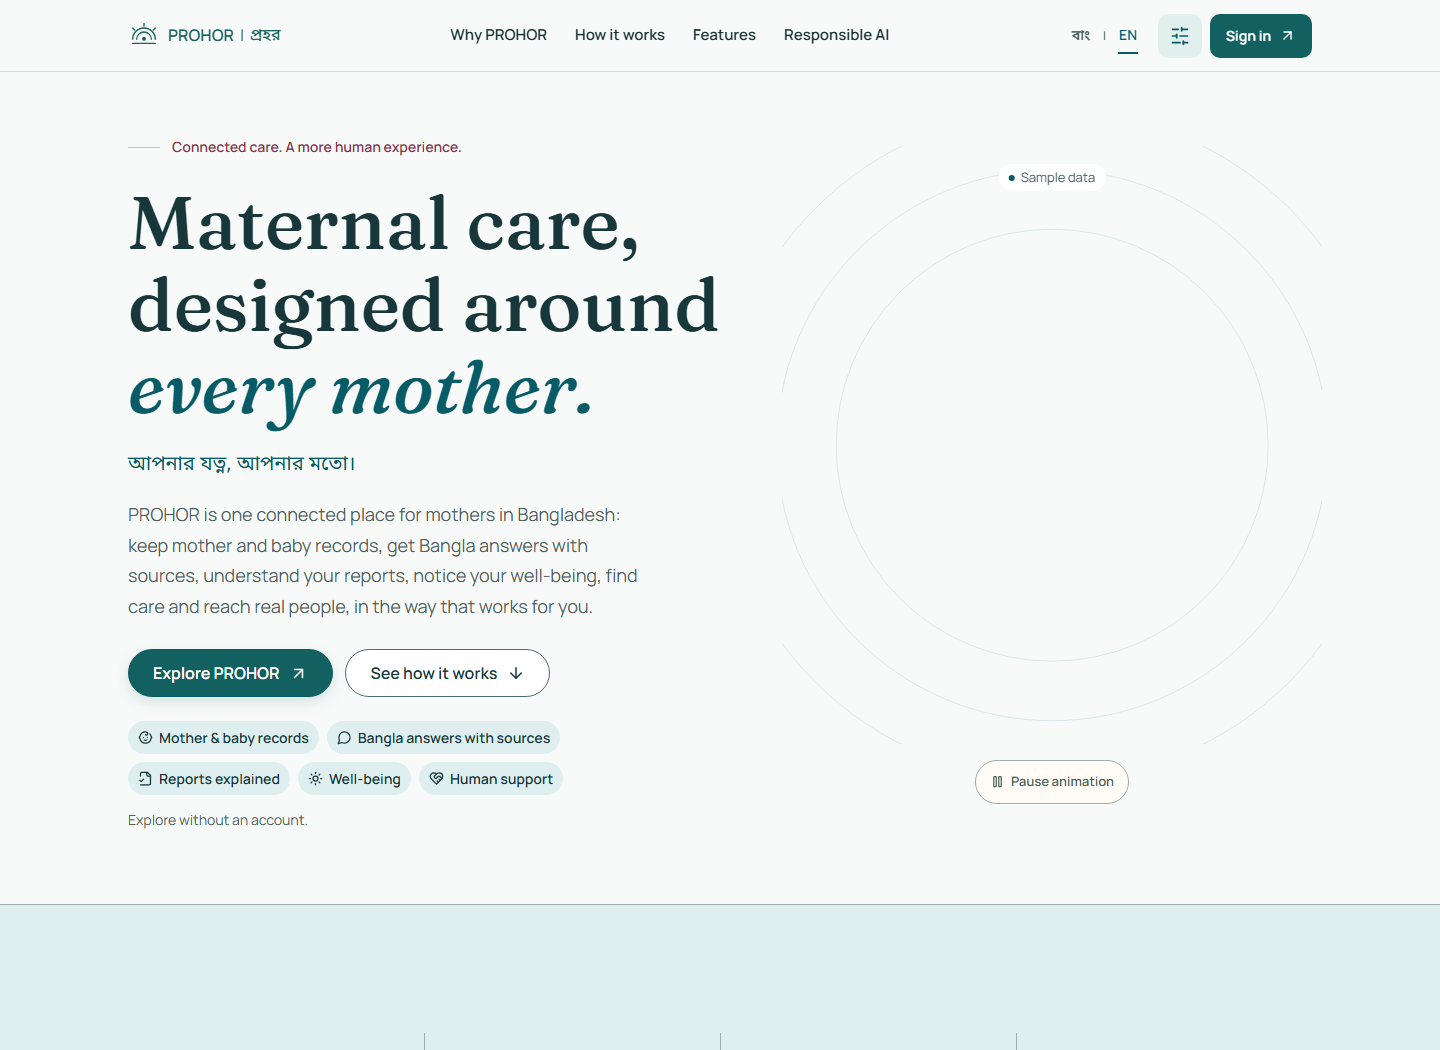 PROHOR | প্রহর
Why PROHOR
How it works
Features
Responsible AI
বাং | EN
Sign in
Connected care. A more human experience.
Maternal care,
designed around
every mother.
আপনার যত্ন, আপনার মতো।
PROHOR is one connected place for mothers in Bangladesh:
keep mother and baby records, get Bangla answers with
sources, understand your reports, notice your well-being, find
care and reach real people, in the way that works for you.
Explore PROHOR
See how it works
Mother & baby records
Bangla answers with sources
Reports explained
Well-being
Human support
Explore without an account.
Sample data
Pause animation